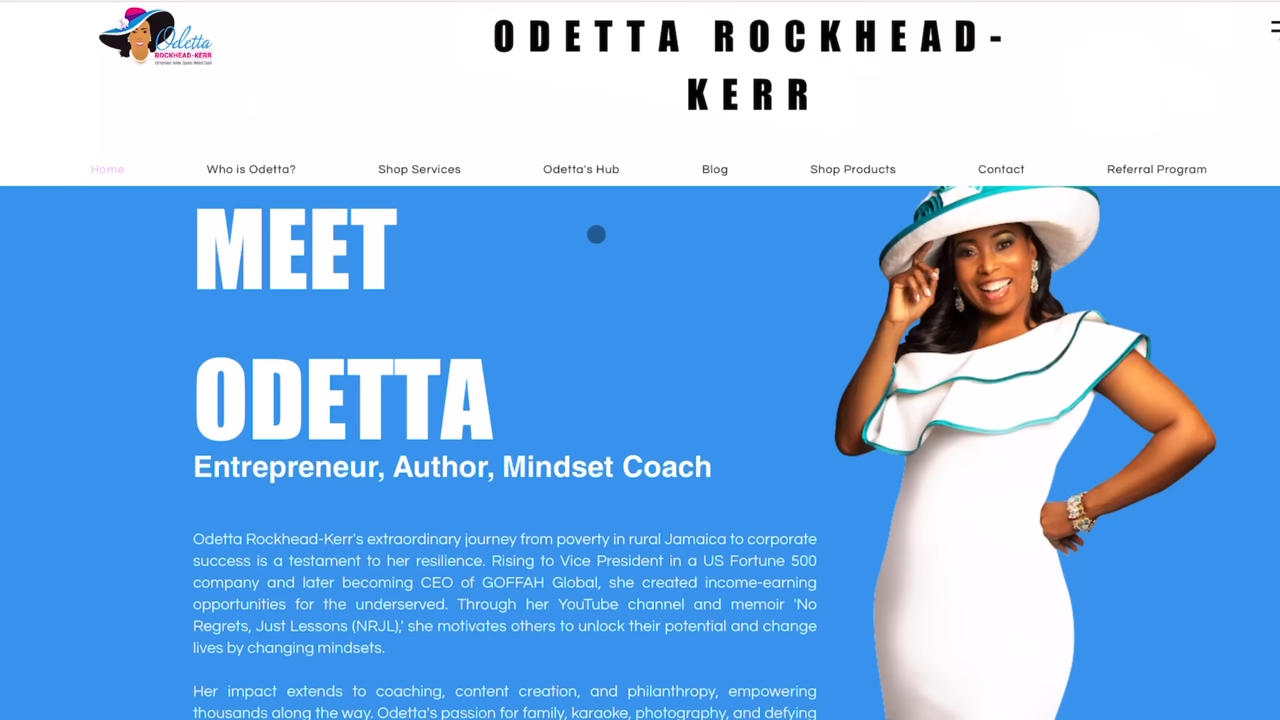 Odetta
ROCKHEAD-KERR
Entrepreneur, Author, Speaker, Mindset Coach
ODETTA ROCKHEAD-
KERR
Home Who is Odetta? Shop Services Odetta's Hub Blog Shop Products Contact Referral Program
MEET
ODETTA
Entrepreneur, Author, Mindset Coach
Odetta Rockhead-Kerr's extraordinary journey from poverty in rural Jamaica to corporate
success is a testament to her resilience. Rising to Vice President in a US Fortune 500
company and later becoming CEO of GOFFAH Global, she created income-earning
opportunities for the underserved. Through her YouTube channel and memoir 'No
Regrets, Just Lessons (NRJL),' she motivates others to unlock their potential and change
lives by changing mindsets.
Her impact extends to coaching, content creation, and philanthropy, empowering
thousands along the way. Odetta's passion for family, karaoke, photography, and defying